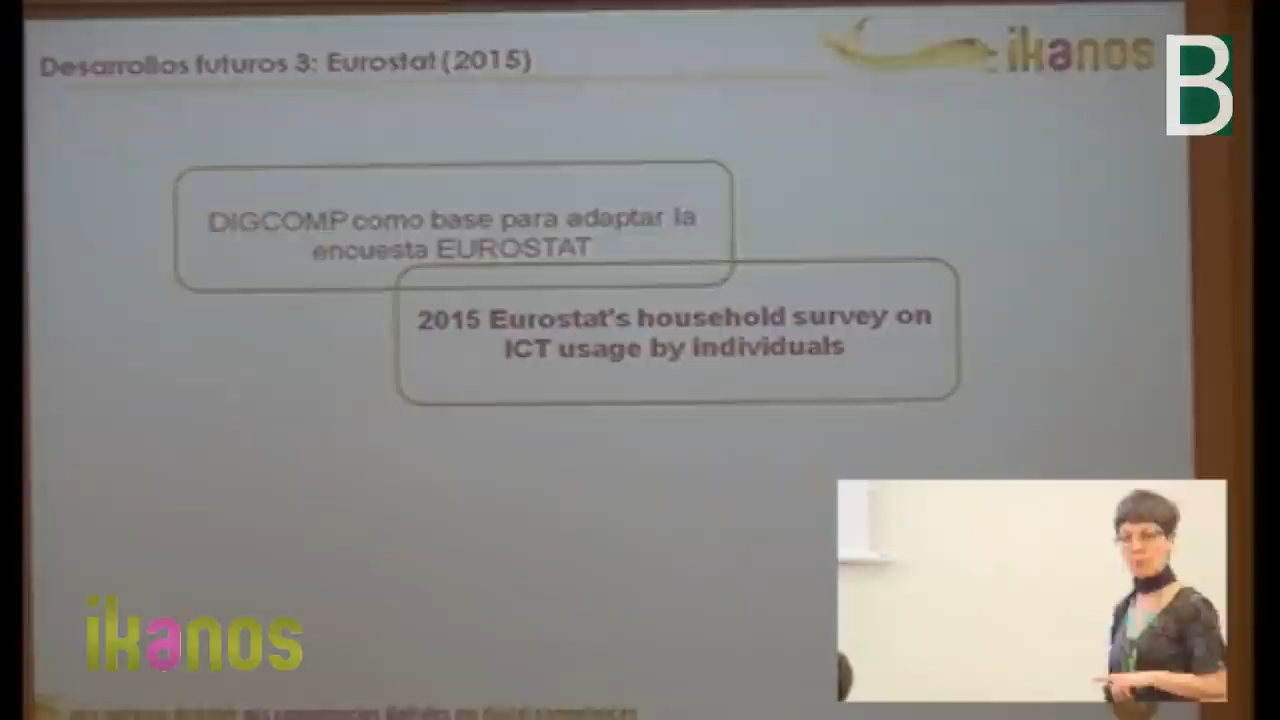 Desarrollos futuros 3: Eurostat (2015)
ikanos
B
DIGCOMP como base para adaptar la
encuesta EUROSTAT
2015 Eurostat's household survey on
ICT usage by individuals
ikanos